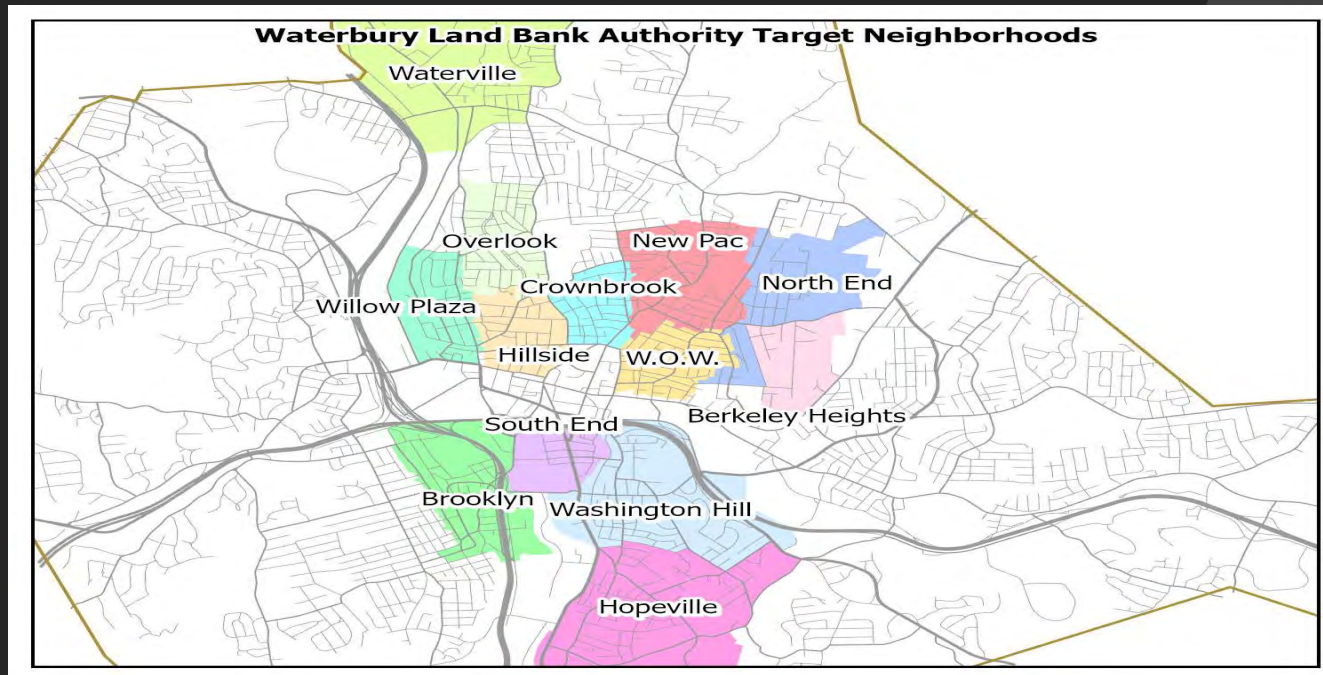 Waterbury Land Bank Authority Target Neighborhoods
Waterville
Overlook
New Pac
Crownbrook
North End
Willow Plaza
Hillside
W.O.W.
Berkeley Heights
South End
Brooklyn
Washington Hill
Hopeville